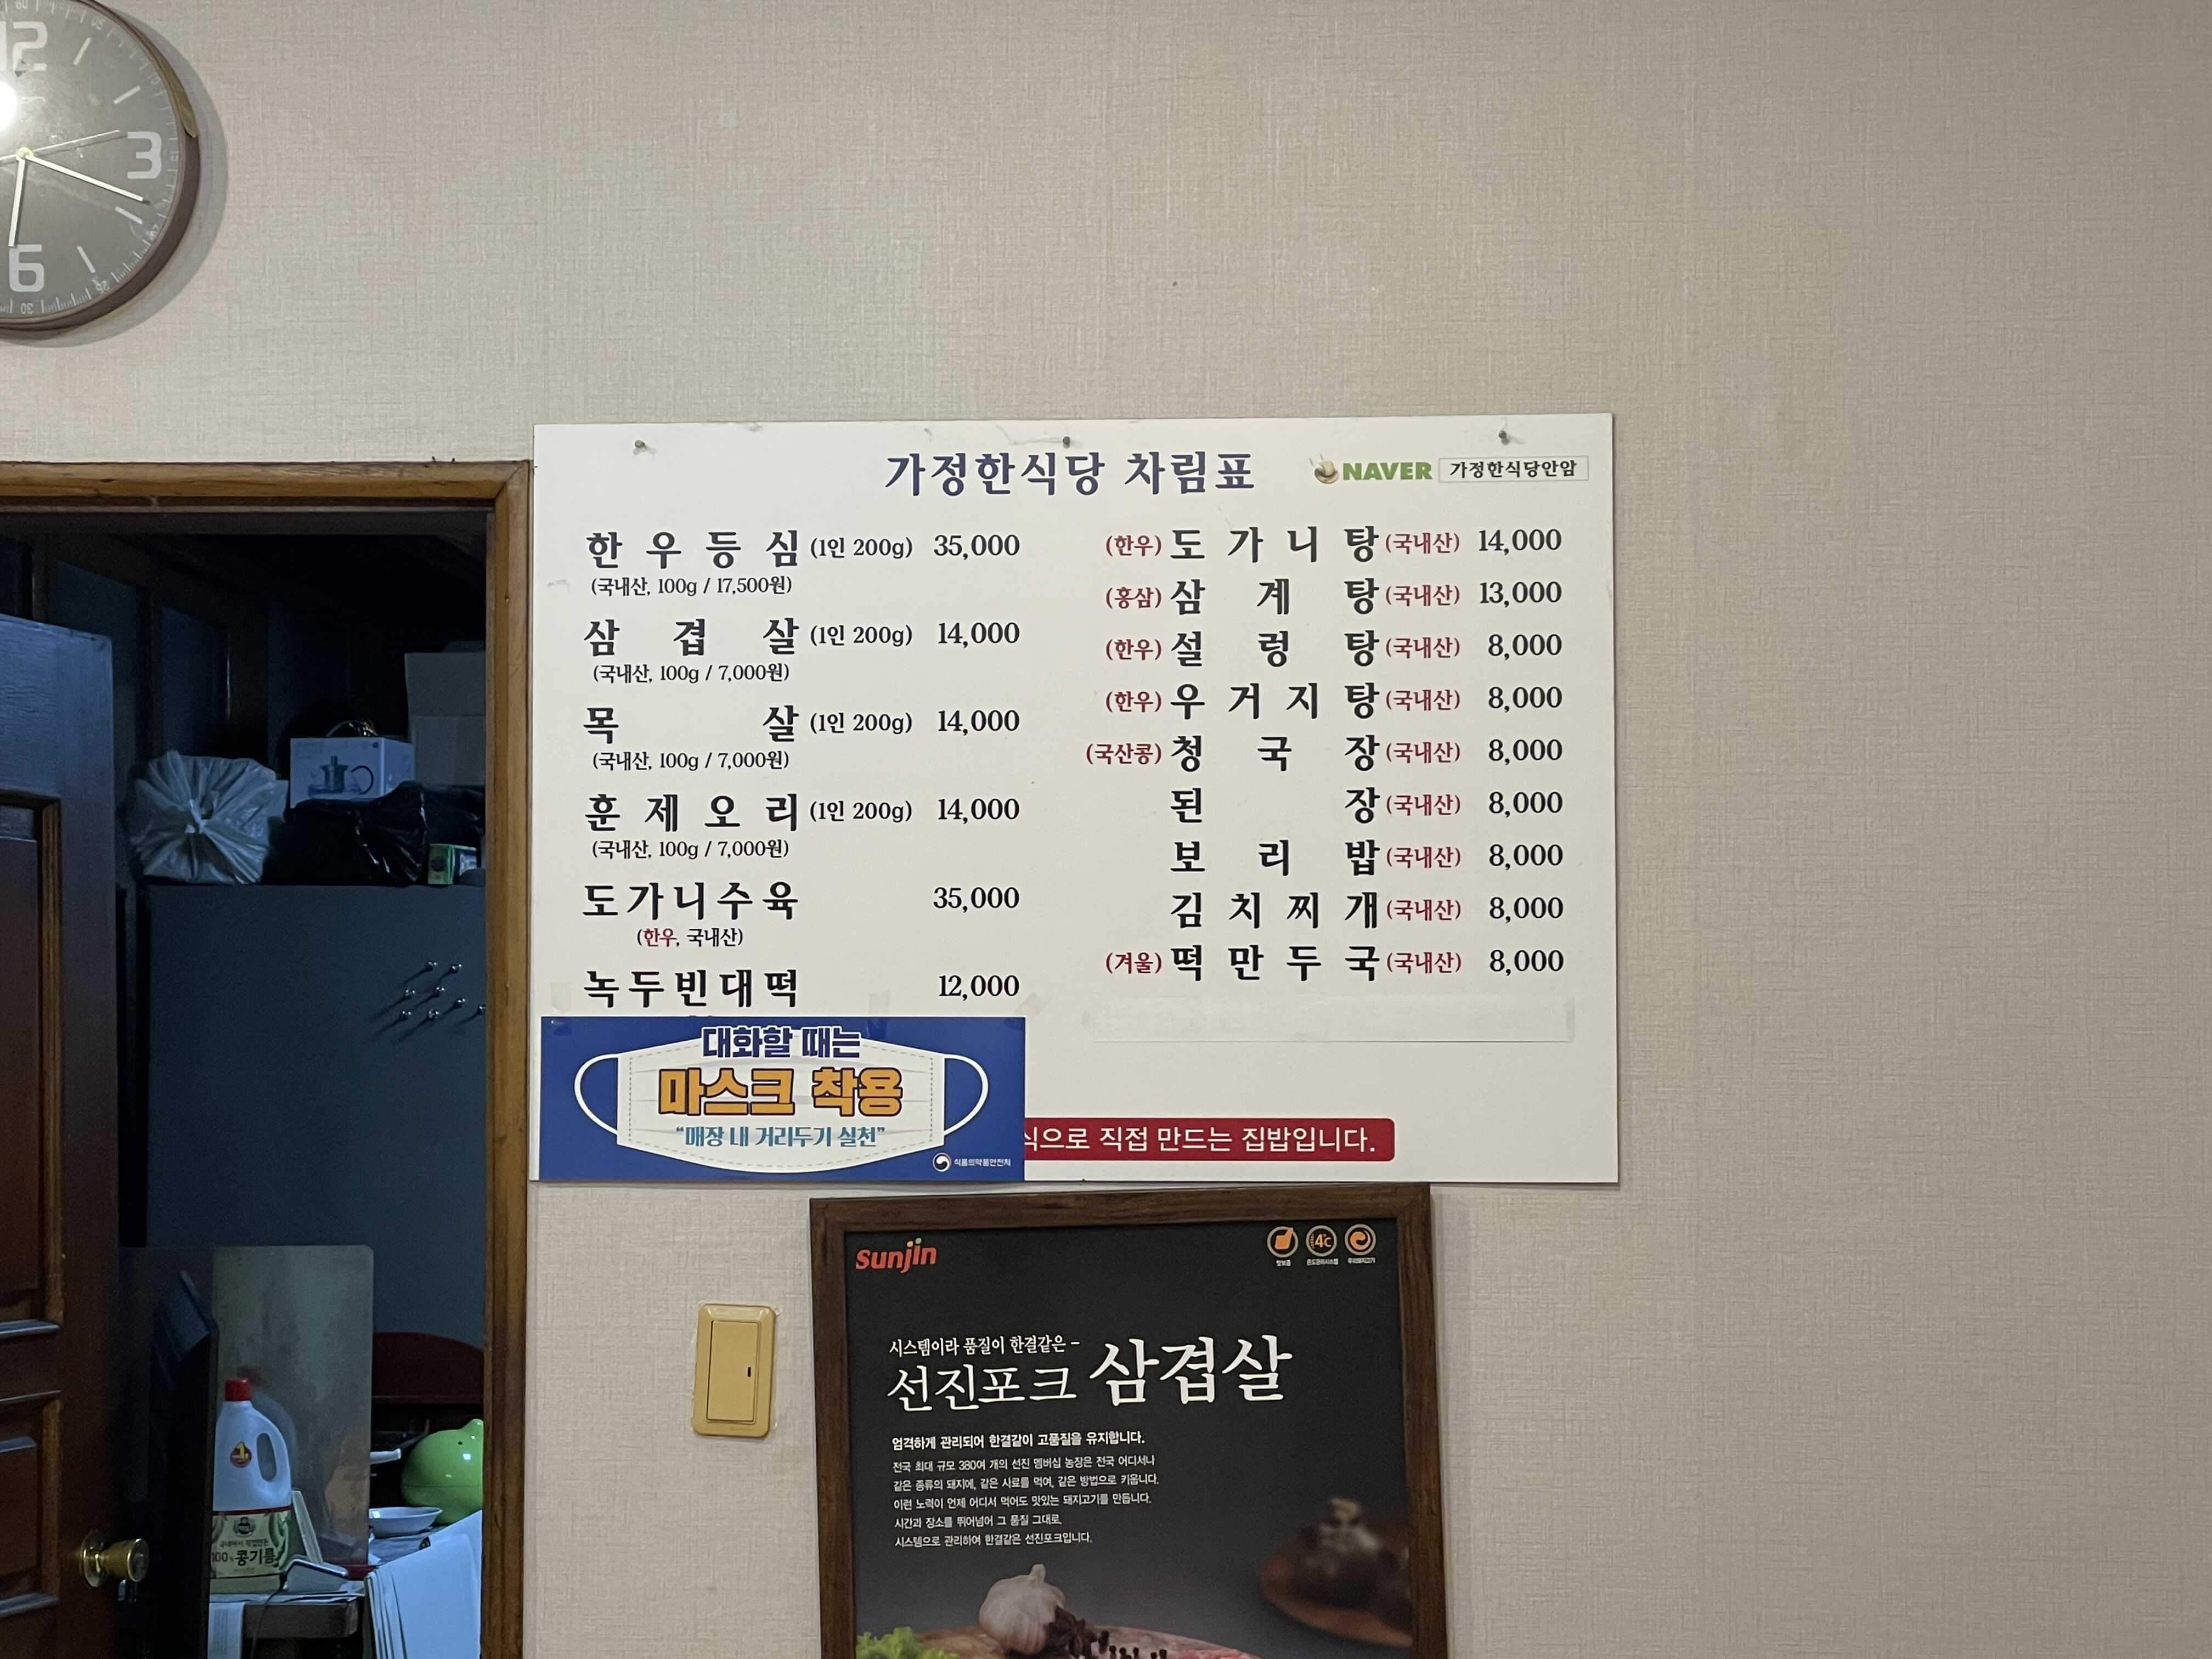 12
3
6
가정한식당 차림표
NAVER 가정한식당안암
한우등심 (1인 200g) 35,000
(국내산, 100g / 17,500원)
삼겹살 (1인 200g) 14,000
(국내산, 100g / 7,000원)
목살 (1인 200g) 14,000
(국내산, 100g / 7,000원)
훈제오리 (1인 200g) 14,000
(국내산, 100g / 7,000원)
도가니수육 35,000
(한우, 국내산)
녹두빈대떡 12,000
(한우) 도가니탕 (국내산) 14,000
(홍삼) 삼계탕 (국내산) 13,000
(한우) 설렁탕 (국내산) 8,000
(한우) 우거지탕 (국내산) 8,000
(국산콩) 청국장 (국내산) 8,000
된장 (국내산) 8,000
보리밥 (국내산) 8,000
김치찌개 (국내산) 8,000
(겨울) 떡만두국 (국내산) 8,000
대화할 때는
마스크 착용
“매장 내 거리두기 실천”
식품의약품안전처
식으로 직접 만드는 집밥입니다.
sunjin
4℃
시스템이라 품질이 한결같은 -
선진포크 삼겹살
엄격하게 관리되어 한결같이 고품질을 유지합니다.
전국 최대 규모 380여 개의 선진 멤버십 농장은 전국 어디서나
같은 종류의 돼지에, 같은 사료를 먹여, 같은 방법으로 키웁니다.
이런 노력이 언제 어디서 먹어도 맛있는 돼지고기를 만듭니다.
시간과 장소를 뛰어넘어 그 품질 그대로,
시스템으로 관리하여 한결같은 선진포크입니다.
100% 콩기름